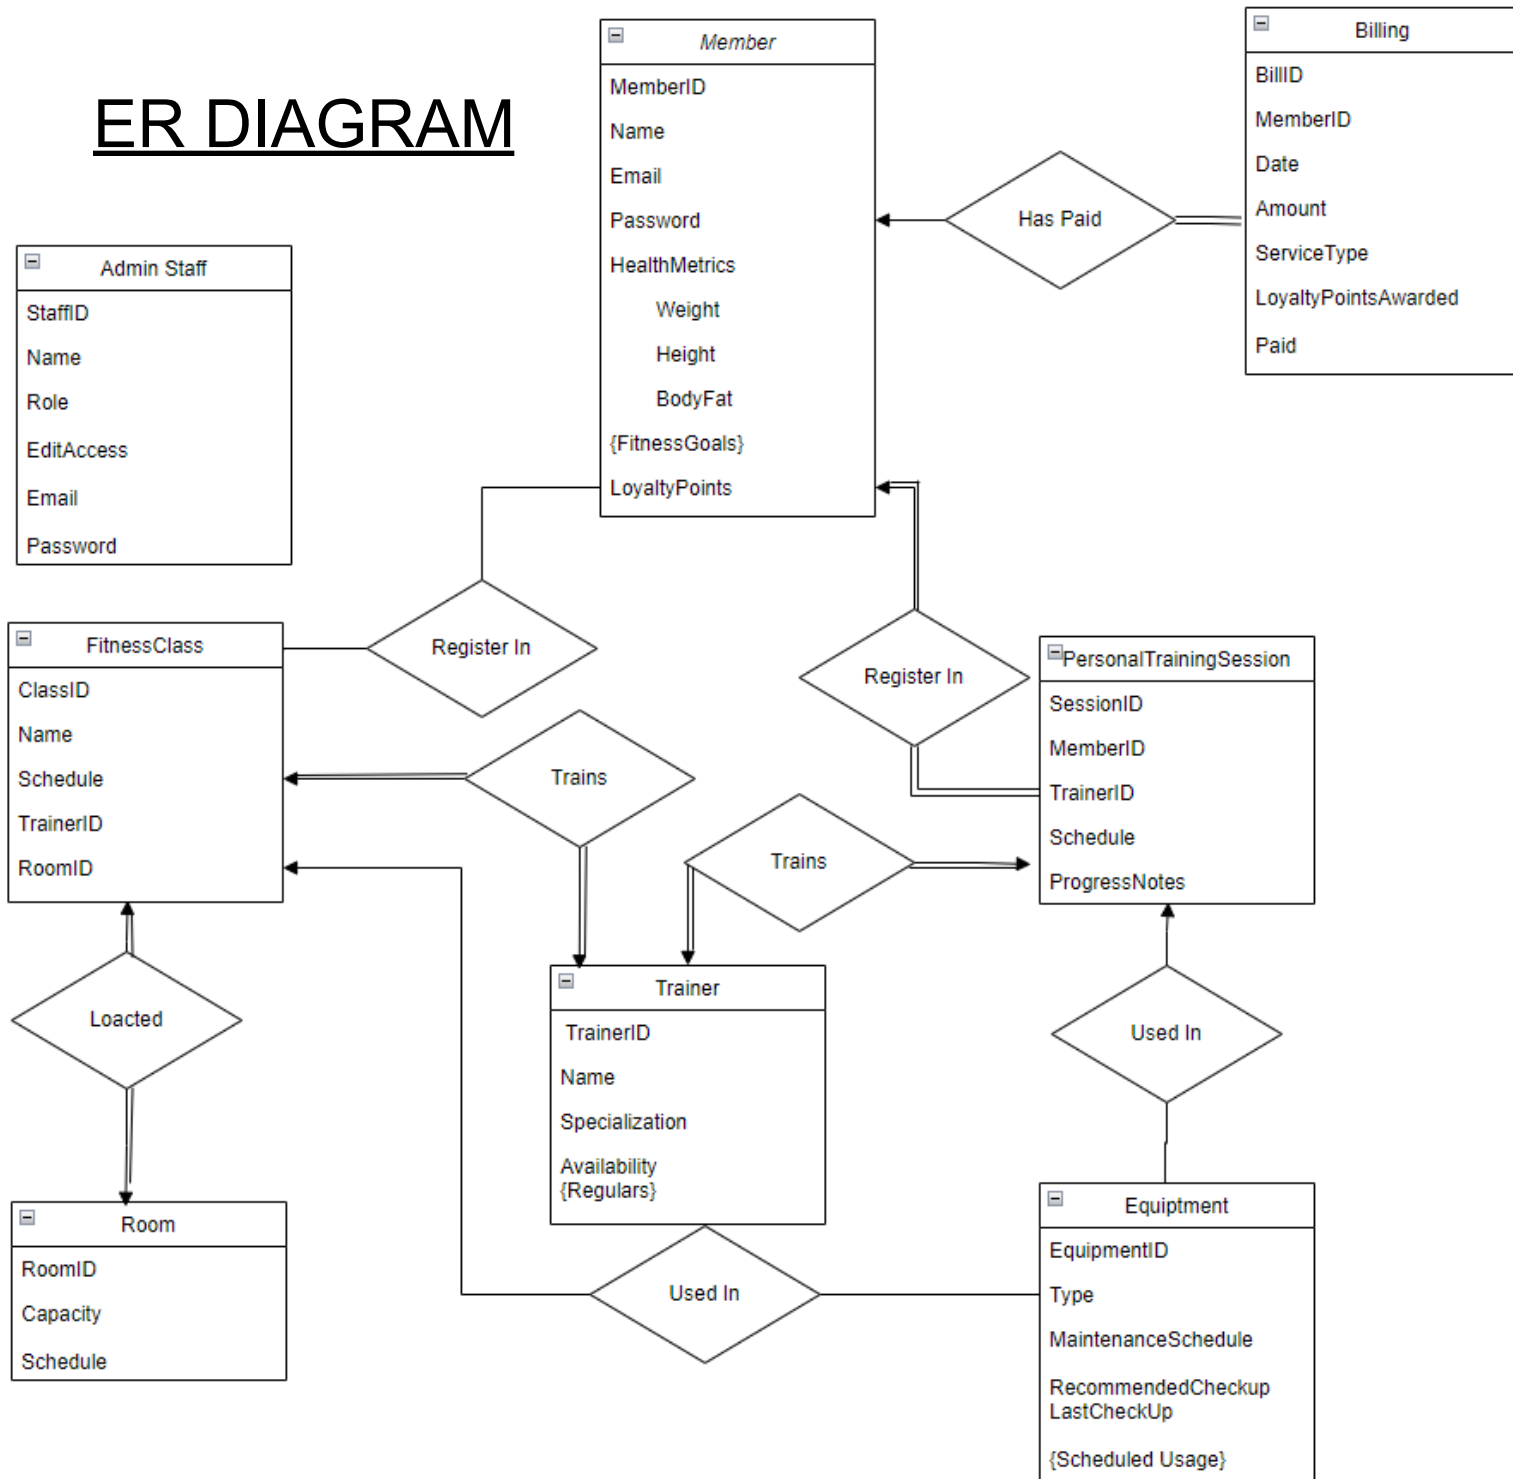 ER DIAGRAM
Member
MemberID
Name
Email
Password
HealthMetrics
Weight
Height
BodyFat
{FitnessGoals}
LoyaltyPoints
Billing
BillID
MemberID
Date
Amount
ServiceType
LoyaltyPointsAwarded
Paid
Has Paid
Admin Staff
StaffID
Name
Role
EditAccess
Email
Password
Register In
Register In
FitnessClass
ClassID
Name
Schedule
TrainerID
RoomID
Trains
Trains
PersonalTrainingSession
SessionID
MemberID
TrainerID
Schedule
ProgressNotes
Loacted
Trainer
TrainerID
Name
Specialization
Availability
{Regulars}
Used In
Room
RoomID
Capacity
Schedule
Used In
Equiptment
EquipmentID
Type
MaintenanceSchedule
RecommendedCheckup
LastCheckUp
{Scheduled Usage}